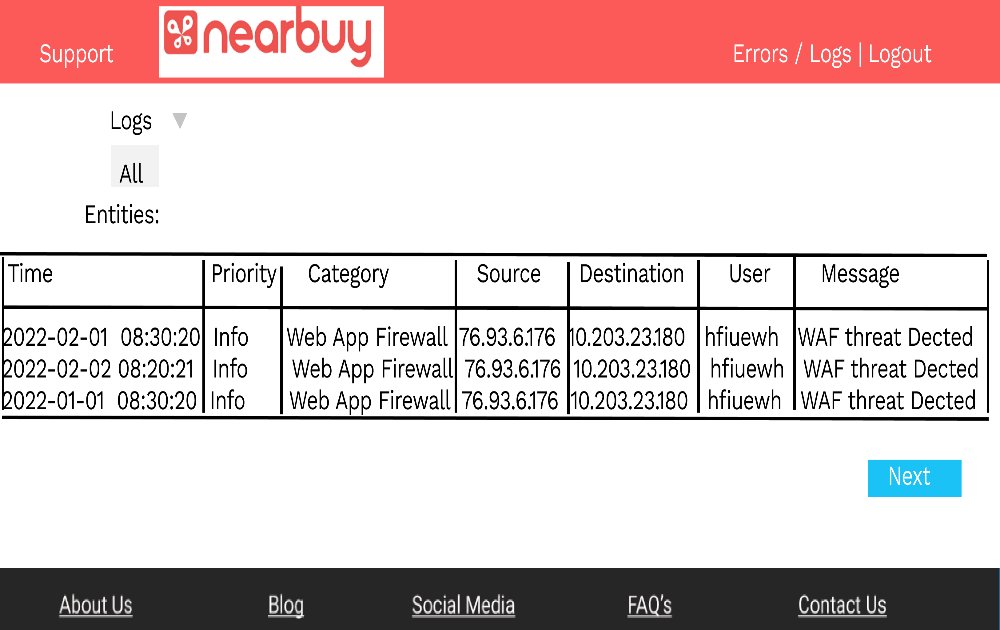 Support nearbuy Errors / Logs | Logout
Logs
All
Entities:
Time Priority Category Source Destination User Message
2022-02-01 08:30:20 Info Web App Firewall 76.93.6.176 10.203.23.180 hfiuewh WAF threat Dected
2022-02-02 08:20:21 Info Web App Firewall 76.93.6.176 10.203.23.180 hfiuewh WAF threat Dected
2022-01-01 08:30:20 Info Web App Firewall 76.93.6.176 10.203.23.180 hfiuewh WAF threat Dected
Next
About Us Blog Social Media FAQ's Contact Us